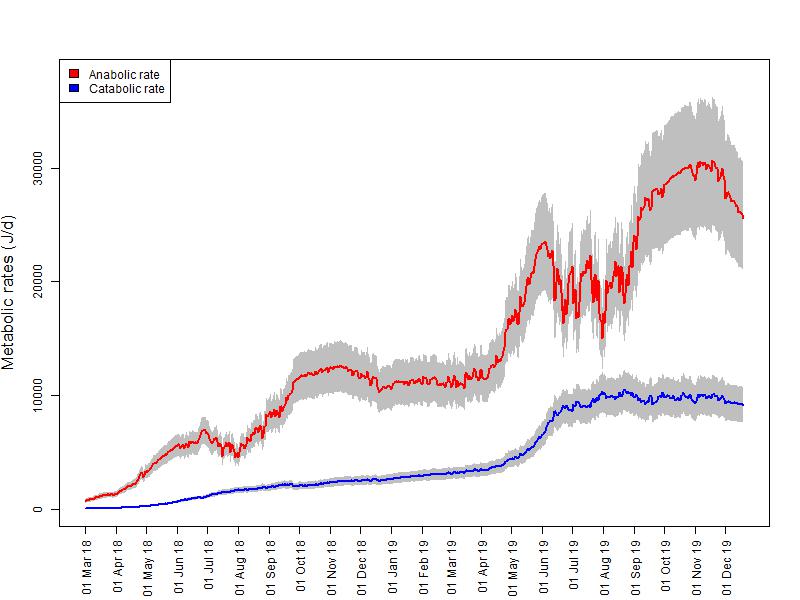 Anabolic rate
Catabolic rate
Metabolic rates (J/d)
30000
20000
10000
0
01 Mar 18
01 Apr 18
01 May 18
01 Jun 18
01 Jul 18
01 Aug 18
01 Sep 18
01 Oct 18
01 Nov 18
01 Dec 18
01 Jan 19
01 Feb 19
01 Mar 19
01 Apr 19
01 May 19
01 Jun 19
01 Jul 19
01 Aug 19
01 Sep 19
01 Oct 19
01 Nov 19
01 Dec 19